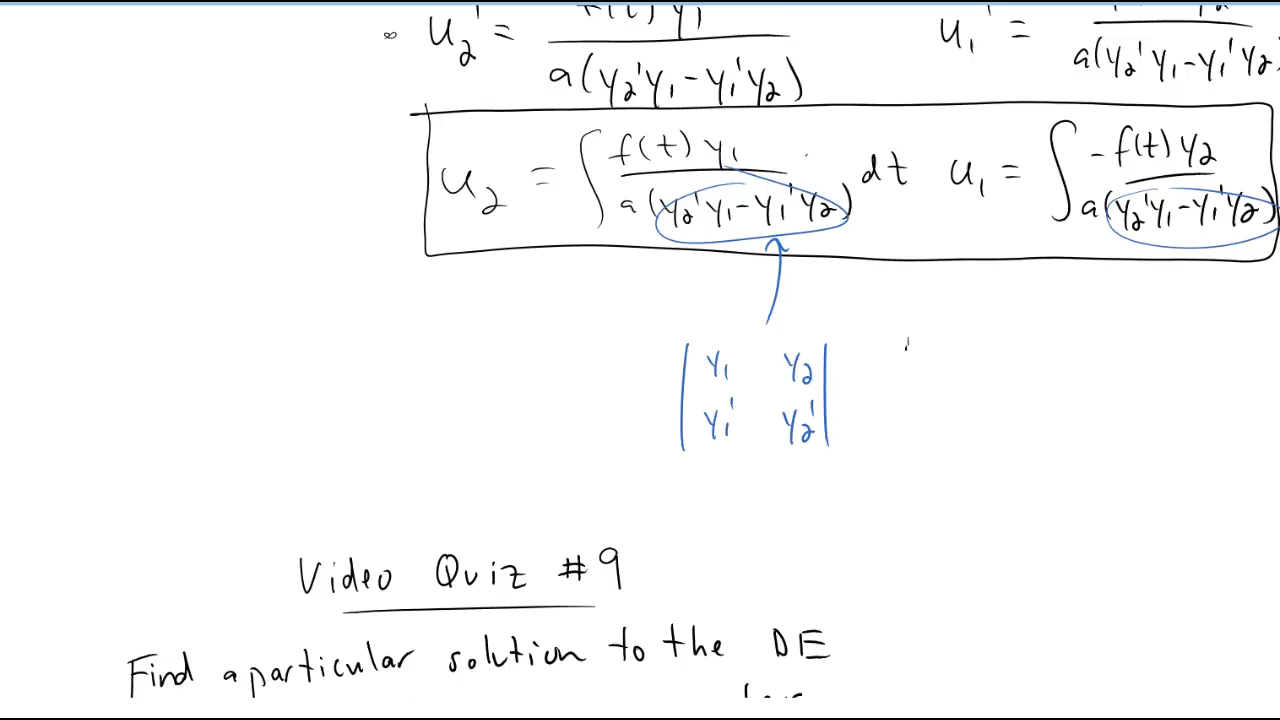 u₂' = f(t) y₁ / a(y₂'y₁ - y₁'y₂)    u₁' = / a(y₂'y₁ - y₁'y₂
u₂ = ∫ f(t) y₁ / a(y₂'y₁ - y₁'y₂) dt    u₁ = ∫ -f(t) y₂ / a(y₂'y₁ - y₁'y₂)
| y₁ y₂ |
| y₁' y₂' |
Video Quiz #9
Find a particular solution to the DE